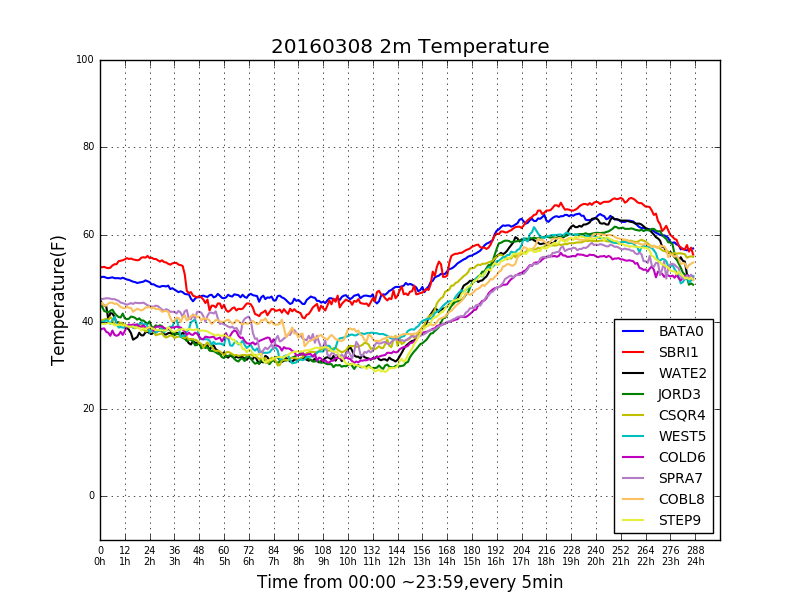 20160308 2m Temperature
100
80
60
40
20
0
Temperature(F)
0 12 24 36 48 60 72 84 96 108 120 132 144 156 168 180 192 204 216 228 240 252 264 276 288
0h 1h 2h 3h 4h 5h 6h 7h 8h 9h 10h 11h 12h 13h 14h 15h 16h 17h 18h 19h 20h 21h 22h 23h 24h
Time from 00:00 ~23:59,every 5min
BATA0
SBRI1
WATE2
JORD3
CSQR4
WEST5
COLD6
SPRA7
COBL8
STEP9